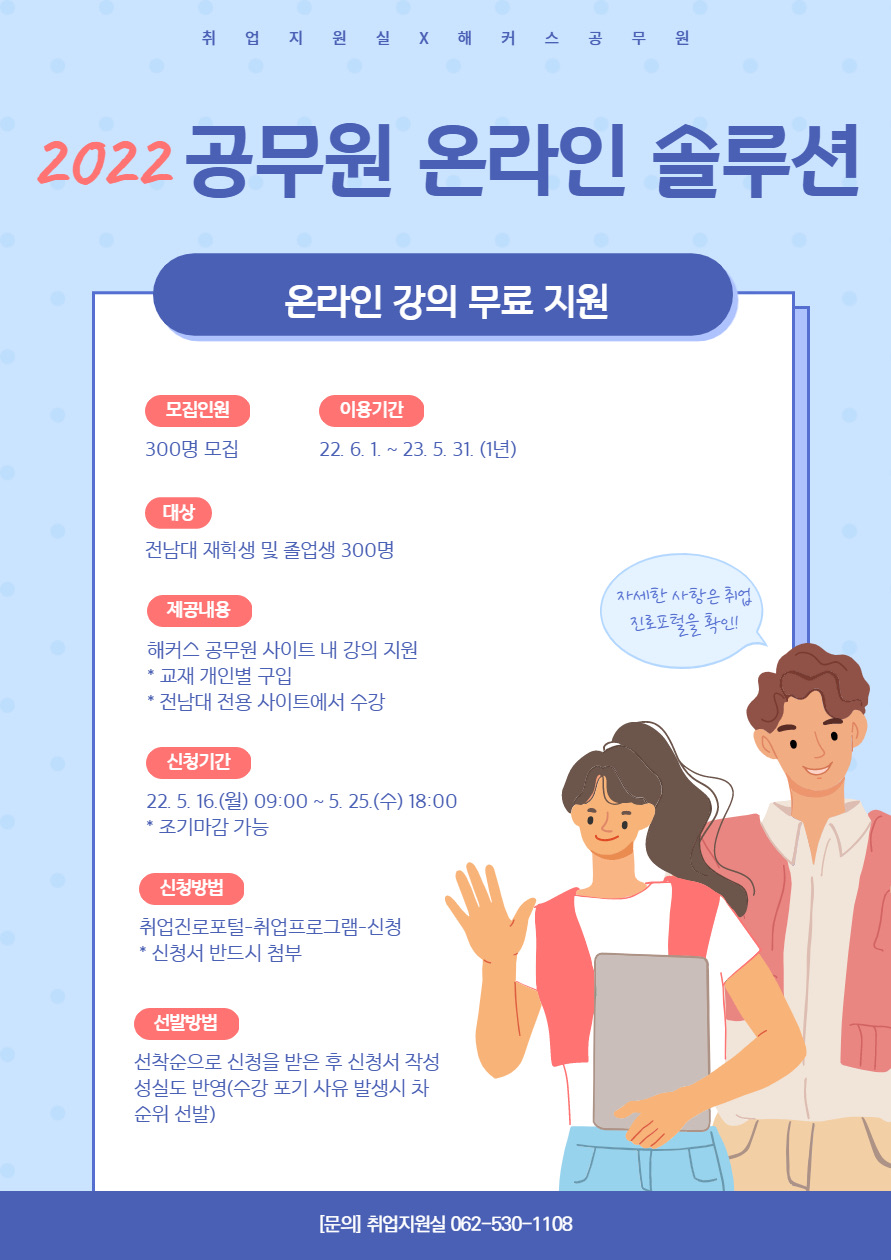 취업지원실X해커스공무원
2022 공무원 온라인 솔루션
온라인 강의 무료 지원
모집인원
300명 모집
이용기간
22. 6. 1. ~ 23. 5. 31. (1년)
대상
전남대 재힉생 및 졸업생 300명
제공내용
해커스 공무원 사이트 내 강의 지원
* 교재 개인별 구입
* 전남대 전용 사이트에서 수강
자세한 사항은 취업
진로포털을 확인!
신청기간
22. 5. 16.(월) 09:00 ~ 5. 25.(수) 18:00
* 조기마감 가능
신청방법
취업진로포털-취업프로그램-신청
* 신청서 반드시 첨부
선발방법
선착순으로 신청을 받은 후 신청서 작성
성실도 반영(수강 포기 사유 발생시 차
순위 선발)
[문의] 취업지원실 062-530-1108